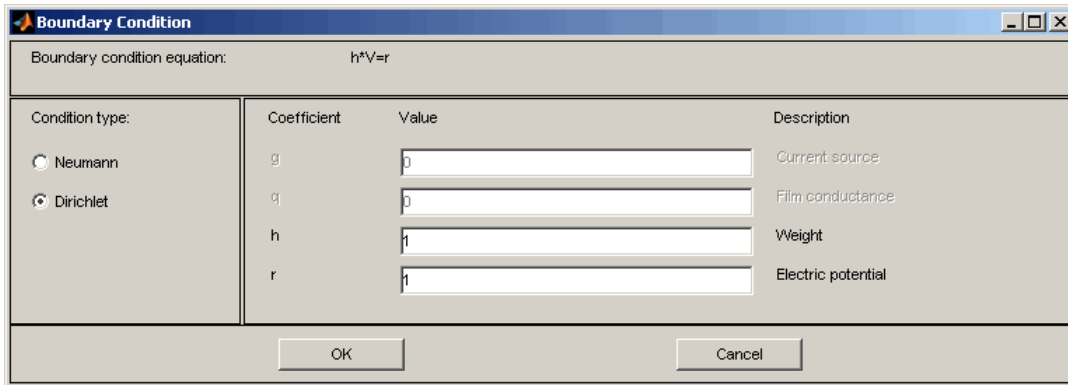 Boundary Condition
Boundary condition equation: h*V=r
Condition type: Coefficient Value Description
Neumann g 0 Current source
Dirichlet q 0 Film conductance
h 1 Weight
r 1 Electric potential
OK Cancel